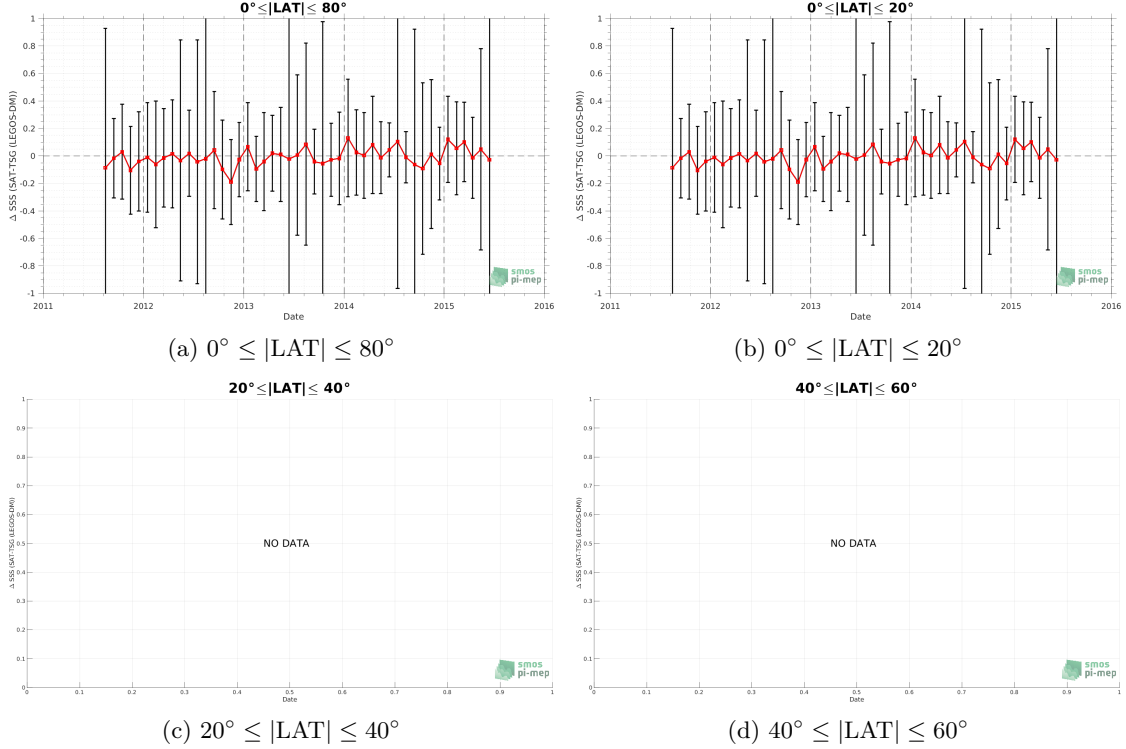 0°≤|LAT|≤ 80°
1
0.8
0.6
0.4
0.2
0
-0.2
-0.4
-0.6
-0.8
-1
Δ SSS (SAT-TSG (LEGOS-DM))
2011 2012 2013 2014 2015 2016
Date
smos
pi-mep
(a) 0° ≤ |LAT| ≤ 80°
0°≤|LAT|≤ 20°
1
0.8
0.6
0.4
0.2
0
-0.2
-0.4
-0.6
-0.8
-1
Δ SSS (SAT-TSG (LEGOS-DM))
2011 2012 2013 2014 2015 2016
Date
smos
pi-mep
(b) 0° ≤ |LAT| ≤ 20°
20°≤|LAT|≤ 40°
1
0.9
0.8
0.7
0.6
0.5
0.4
0.3
0.2
0.1
0
Δ SSS (SAT-TSG (LEGOS-DM))
NO DATA
0 0.1 0.2 0.3 0.4 0.5 0.6 0.7 0.8 0.9 1
Date
smos
pi-mep
(c) 20° ≤ |LAT| ≤ 40°
40°≤|LAT|≤ 60°
1
0.9
0.8
0.7
0.6
0.5
0.4
0.3
0.2
0.1
0
Δ SSS (SAT-TSG (LEGOS-DM))
NO DATA
0 0.1 0.2 0.3 0.4 0.5 0.6 0.7 0.8 0.9 1
Date
smos
pi-mep
(d) 40° ≤ |LAT| ≤ 60°